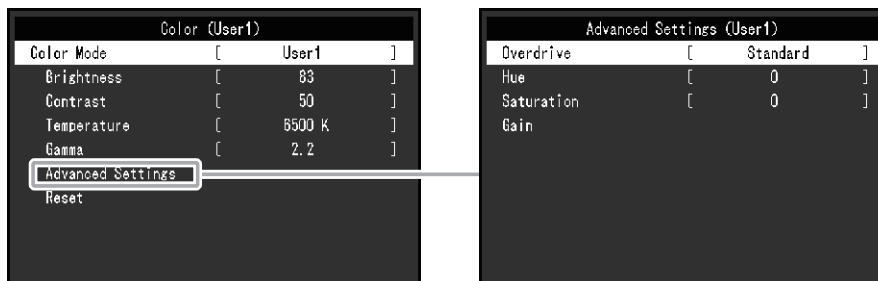 Color (User1)
Color Mode [ User1 ]
Brightness [ 83 ]
Contrast [ 50 ]
Temperature [ 6500 K ]
Gamma [ 2.2 ]
Advanced Settings
Reset
Advanced Settings (User1)
Overdrive [ Standard ]
Hue [ 0 ]
Saturation [ 0 ]
Gain